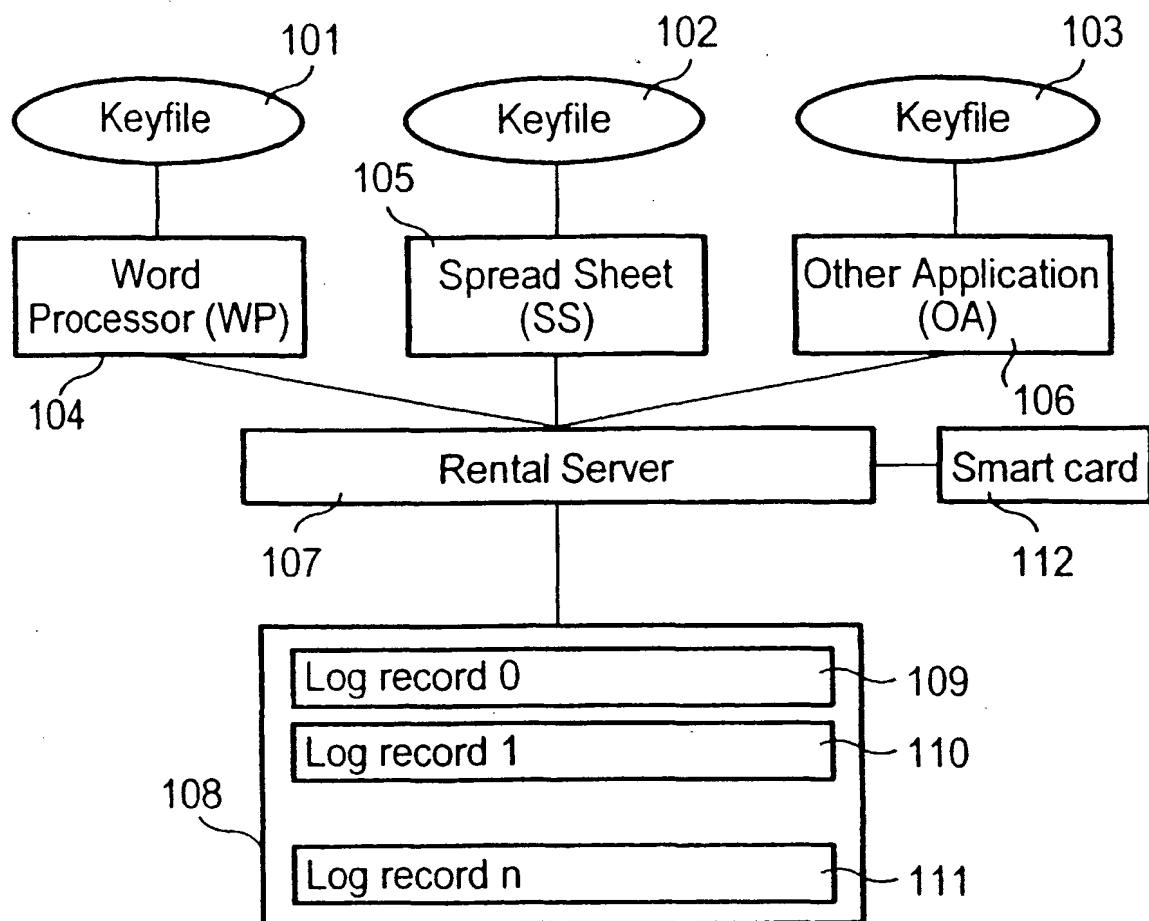 101
102
103
Keyfile
Keyfile
Keyfile
105
Word
Processor (WP)
Spread Sheet
(SS)
Other Application
(OA)
104
106
Rental Server
Smart card
107
112
Log record 0
109
Log record 1
110
108
Log record n
111